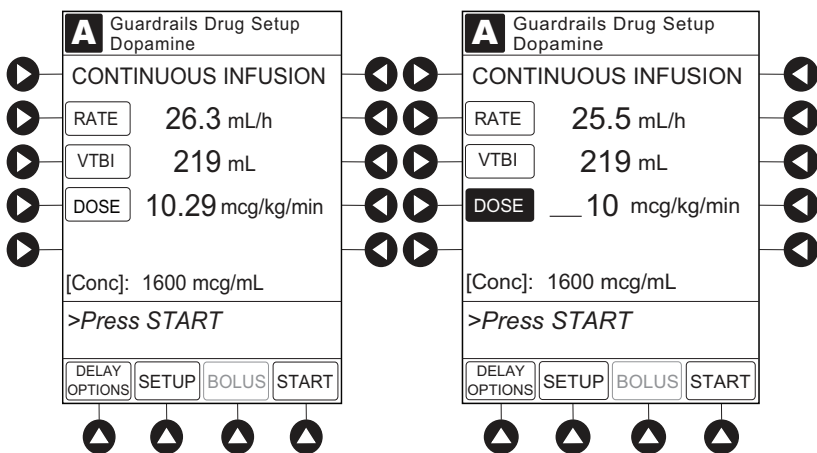 A Guardrails Drug Setup
Dopamine
CONTINUOUS INFUSION
RATE 26.3 mL/h
VTBI 219 mL
DOSE 10.29 mcg/kg/min
[Conc]: 1600 mcg/mL
>Press START
DELAY OPTIONS SETUP BOLUS START
A Guardrails Drug Setup
Dopamine
CONTINUOUS INFUSION
RATE 25.5 mL/h
VTBI 219 mL
DOSE __10 mcg/kg/min
[Conc]: 1600 mcg/mL
>Press START
DELAY OPTIONS SETUP BOLUS START